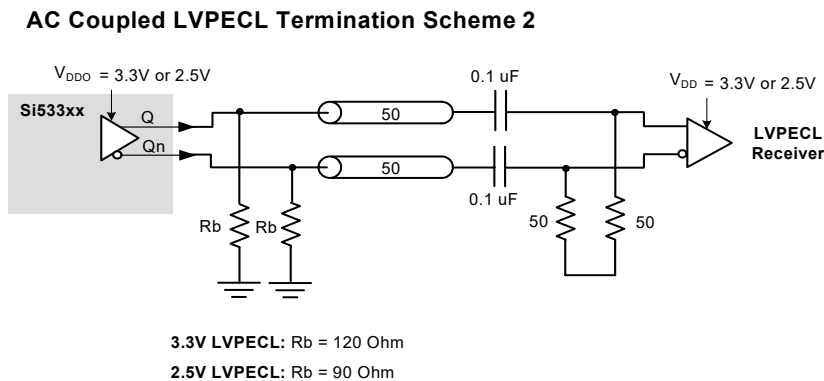 AC Coupled LVPECL Termination Scheme 2
VDDO = 3.3V or 2.5V
0.1 uF
VDD = 3.3V or 2.5V
Si533xx
Q
50
LVPECL
Receiver
Qn
50
0.1 uF
Rb
Rb
50
50
3.3V LVPECL: Rb = 120 Ohm
2.5V LVPECL: Rb = 90 Ohm